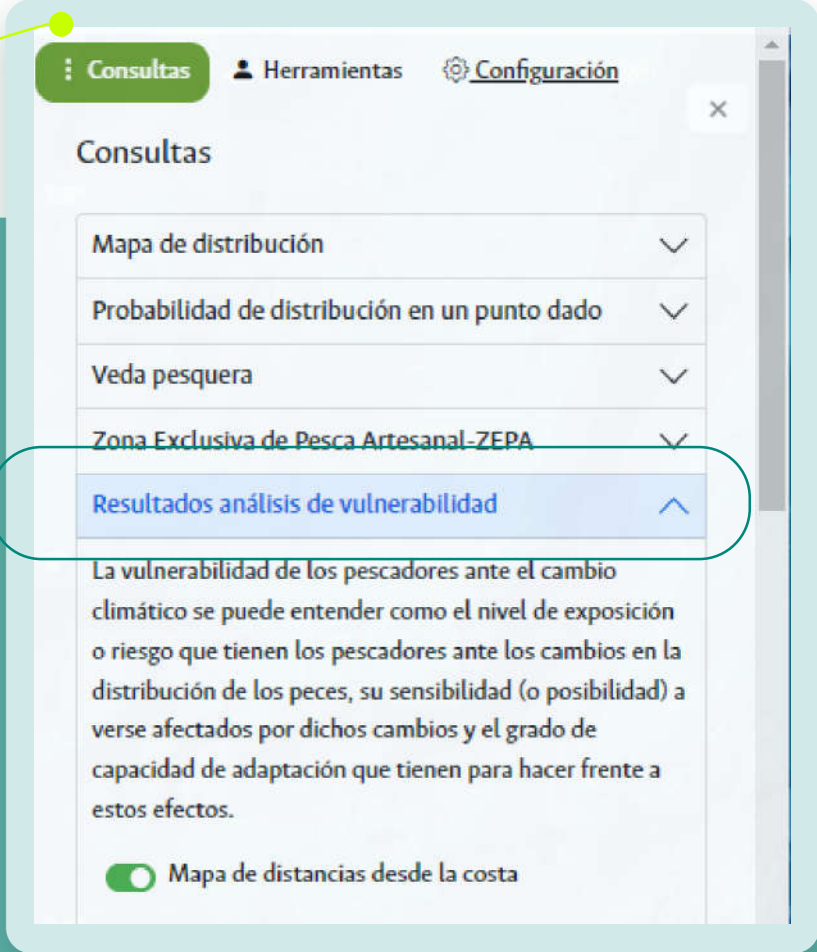 Consultas Herramientas Configuración
Consultas
Mapa de distribución
Probabilidad de distribución en un punto dado
Veda pesquera
Zona Exclusiva de Pesca Artesanal-ZEPA
Resultados análisis de vulnerabilidad
La vulnerabilidad de los pescadores ante el cambio
climático se puede entender como el nivel de exposición
o riesgo que tienen los pescadores ante los cambios en la
distribución de los peces, su sensibilidad (o posibilidad) a
verse afectados por dichos cambios y el grado de
capacidad de adaptación que tienen para hacer frente a
estos efectos.
Mapa de distancias desde la costa